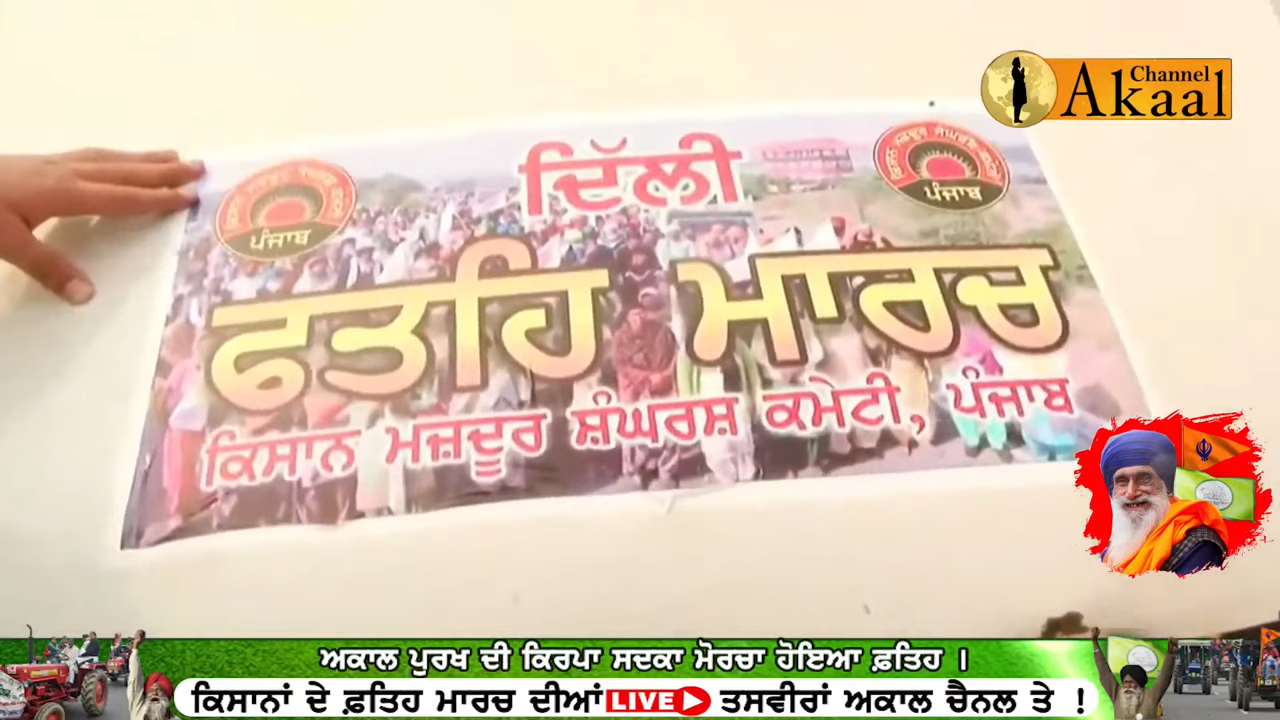 Channel
Akaal
ਦਿੱਲੀ
ਪੰਜਾਬ
ਪੰਜਾਬ
ਫਤਹਿ ਮਾਰਚ
ਕਿਸਾਨ ਮਜ਼ਦੂਰ ਸ਼ੰਘਰਸ਼ ਕਮੇਟੀ, ਪੰਜਾਬ
ਅਕਾਲ ਪੁਰਖ ਦੀ ਕਿਰਪਾ ਸਦਕਾ ਮੋਰਚਾ ਹੋਇਆ ਫ਼ਤਿਹ ।
ਕਿਸਾਨਾਂ ਦੇ ਫ਼ਤਿਹ ਮਾਰਚ ਦੀਆਂ LIVE ਤਸਵੀਰਾਂ ਅਕਾਲ ਚੈਨਲ ਤੇ !